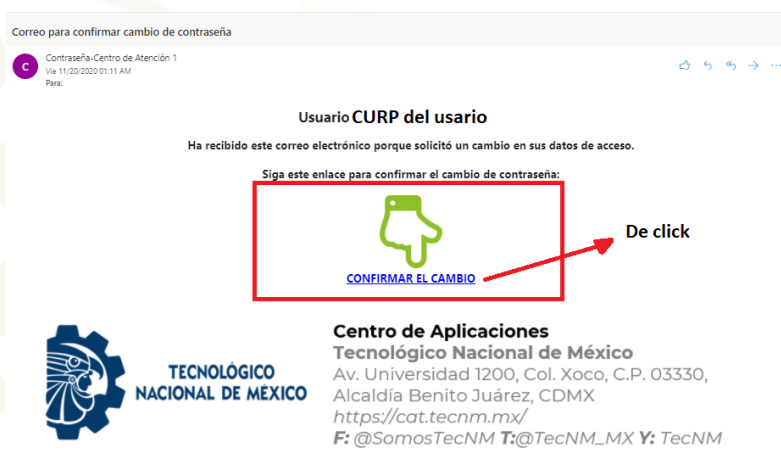 Correo para confirmar cambio de contraseña
C
Contraseña-Centro de Atención 1
Vie 11/20/2020 01:11 AM
Para:
Usuario CURP del usario
Ha recibido este correo electrónico porque solicitó un cambio en sus datos de acceso.
Siga este enlace para confirmar el cambio de contraseña:
De click
CONFIRMAR EL CAMBIO
TECNOLÓGICO
NACIONAL DE MÉXICO
Centro de Aplicaciones
Tecnológico Nacional de México
Av. Universidad 1200, Col. Xoco, C.P. 03330,
Alcaldía Benito Juárez, CDMX
https://cat.tecnm.mx/
F: @SomosTecNM T:@TecNM_MX Y: TecNM